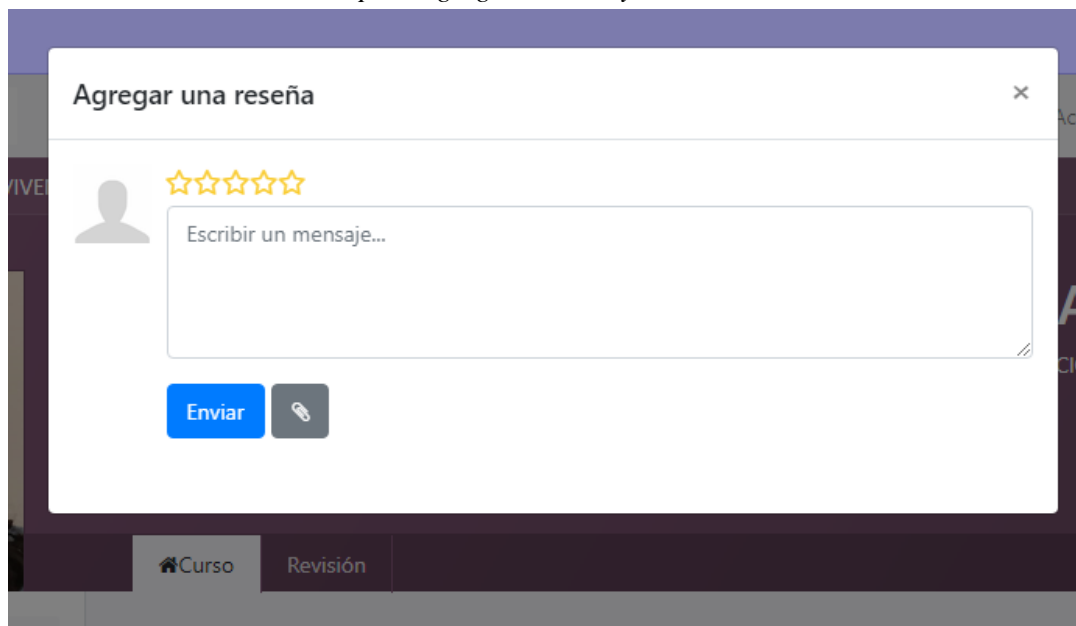 Agregar una reseña
×
Escribir un mensaje...
Enviar
Curso
Revisión